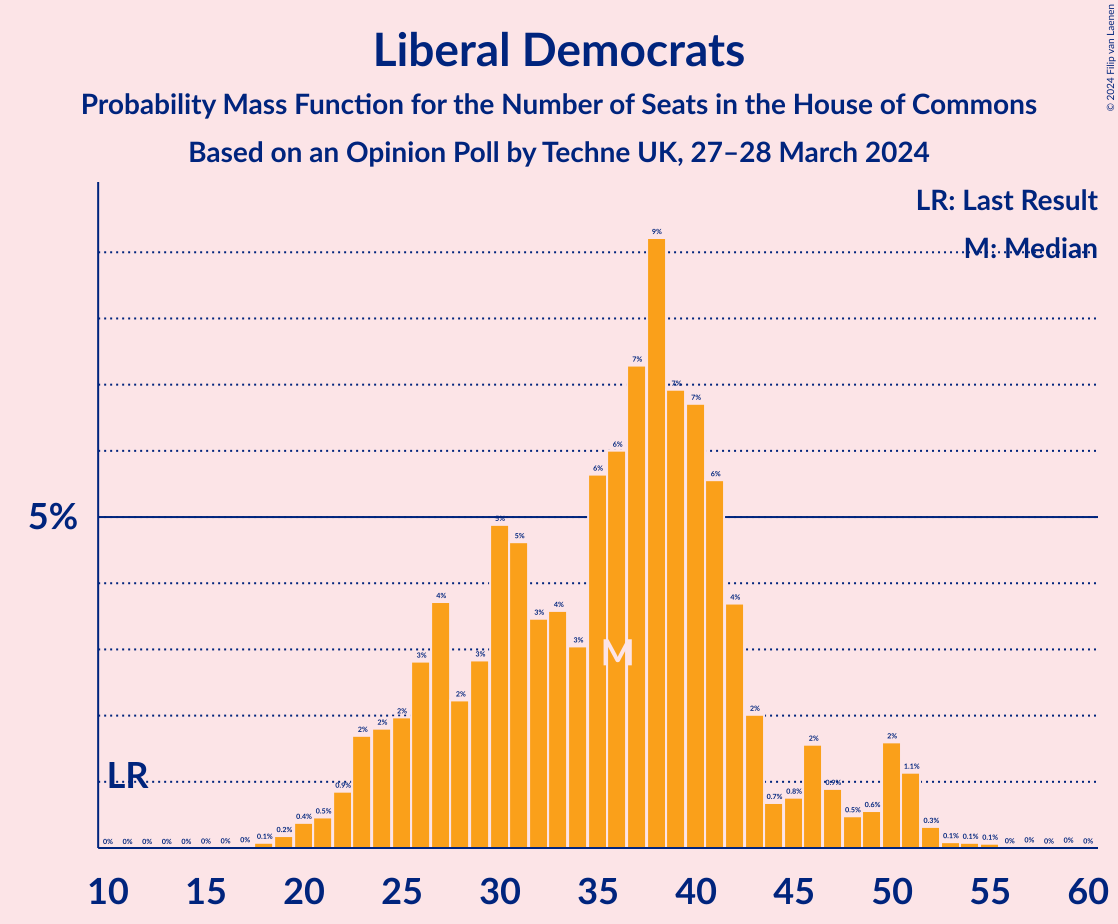 Liberal Democrats
Probability Mass Function for the Number of Seats in the House of Commons
Based on an Opinion Poll by Techne UK, 27–28 March 2024
© 2024 Filip van Laenen
LR: Last Result
M: Median
5%
LR
M
0% 0% 0% 0% 0% 0% 0% 0% 0.1% 0.2% 0.4% 0.5% 0.9% 2% 2% 2% 3% 4% 2% 3% 5% 5% 3% 4% 3% 6% 6% 7% 9% 7% 7% 6% 4% 2% 0.7% 0.8% 2% 0.9% 0.5% 0.6% 2% 1.1% 0.3% 0.1% 0.1% 0.1% 0% 0% 0% 0% 0%
10 15 20 25 30 35 40 45 50 55 60